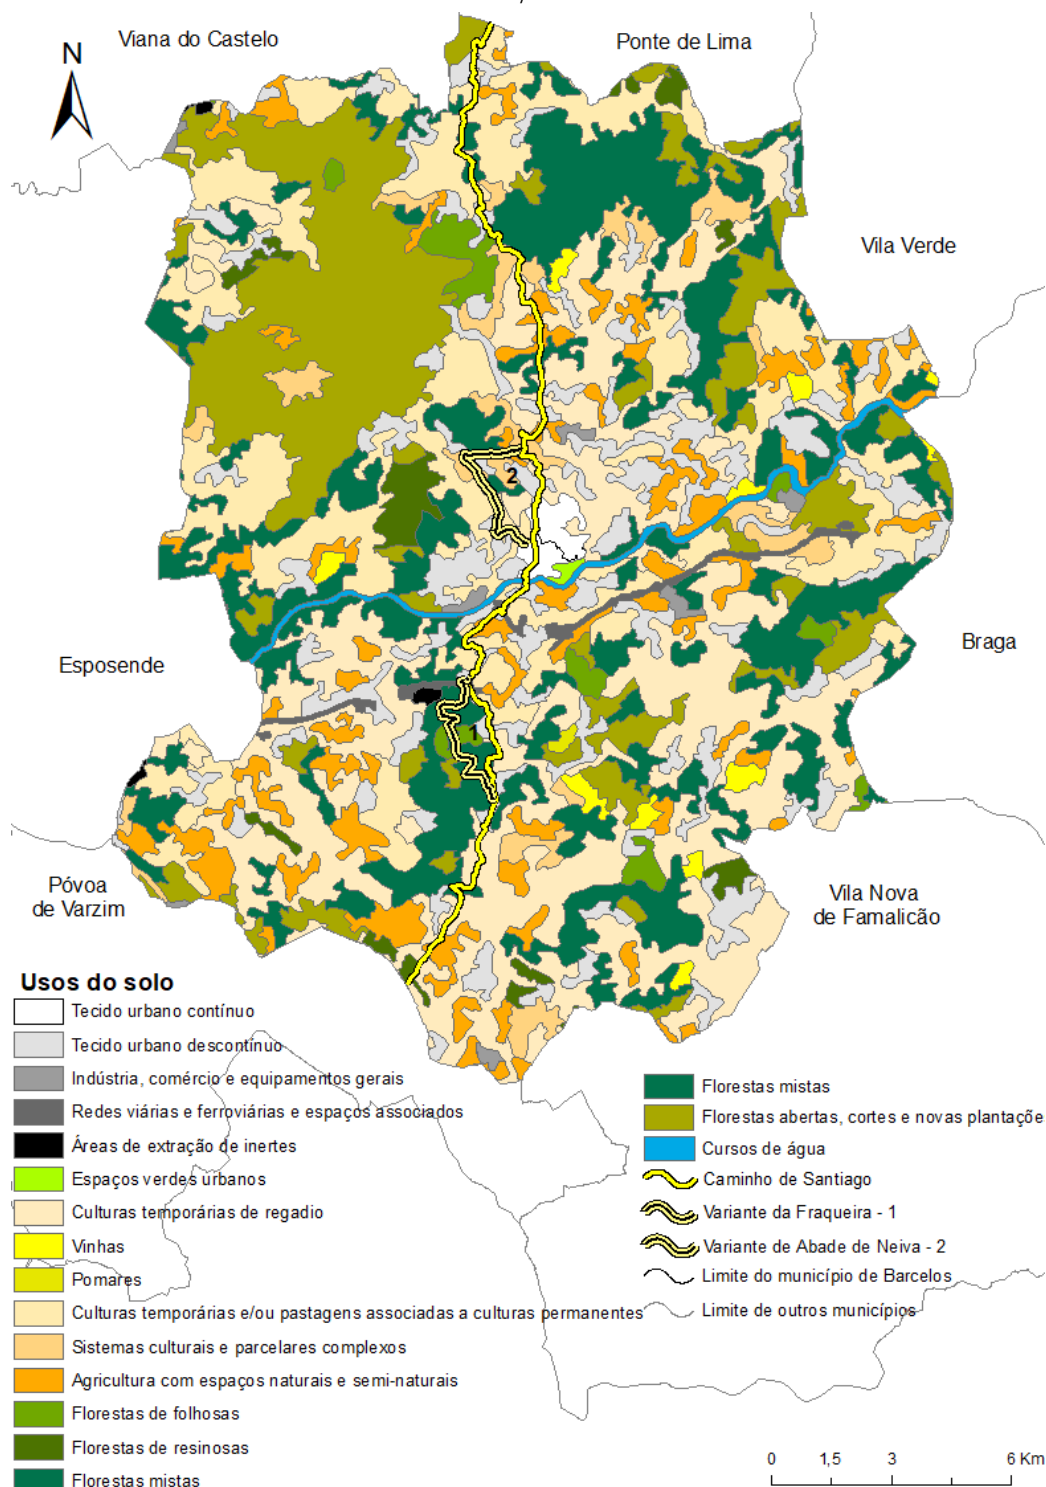 Viana do Castelo
Ponte de Lima
N
Vila Verde
2
Esposende
Braga
1
Póvoa
de Varzim
Vila Nova
de Famalicão
Usos do solo
Tecido urbano contínuo
Tecido urbano descontínuo
Indústria, comércio e equipamentos gerais
Redes viárias e ferroviárias e espaços associados
Áreas de extração de inertes
Espaços verdes urbanos
Culturas temporárias de regadio
Vinhas
Pomares
Culturas temporárias e/ou pastagens associadas a culturas permanentes
Sistemas culturais e parcelares complexos
Agricultura com espaços naturais e semi-naturais
Florestas de folhosas
Florestas de resinosas
Florestas mistas
Florestas mistas
Florestas abertas, cortes e novas plantaçõe
Cursos de água
Caminho de Santiago
Variante da Fraqueira - 1
Variante de Abade de Neiva - 2
Limite do município de Barcelos
Limite de outros municípios
0 1,5 3 6 Km